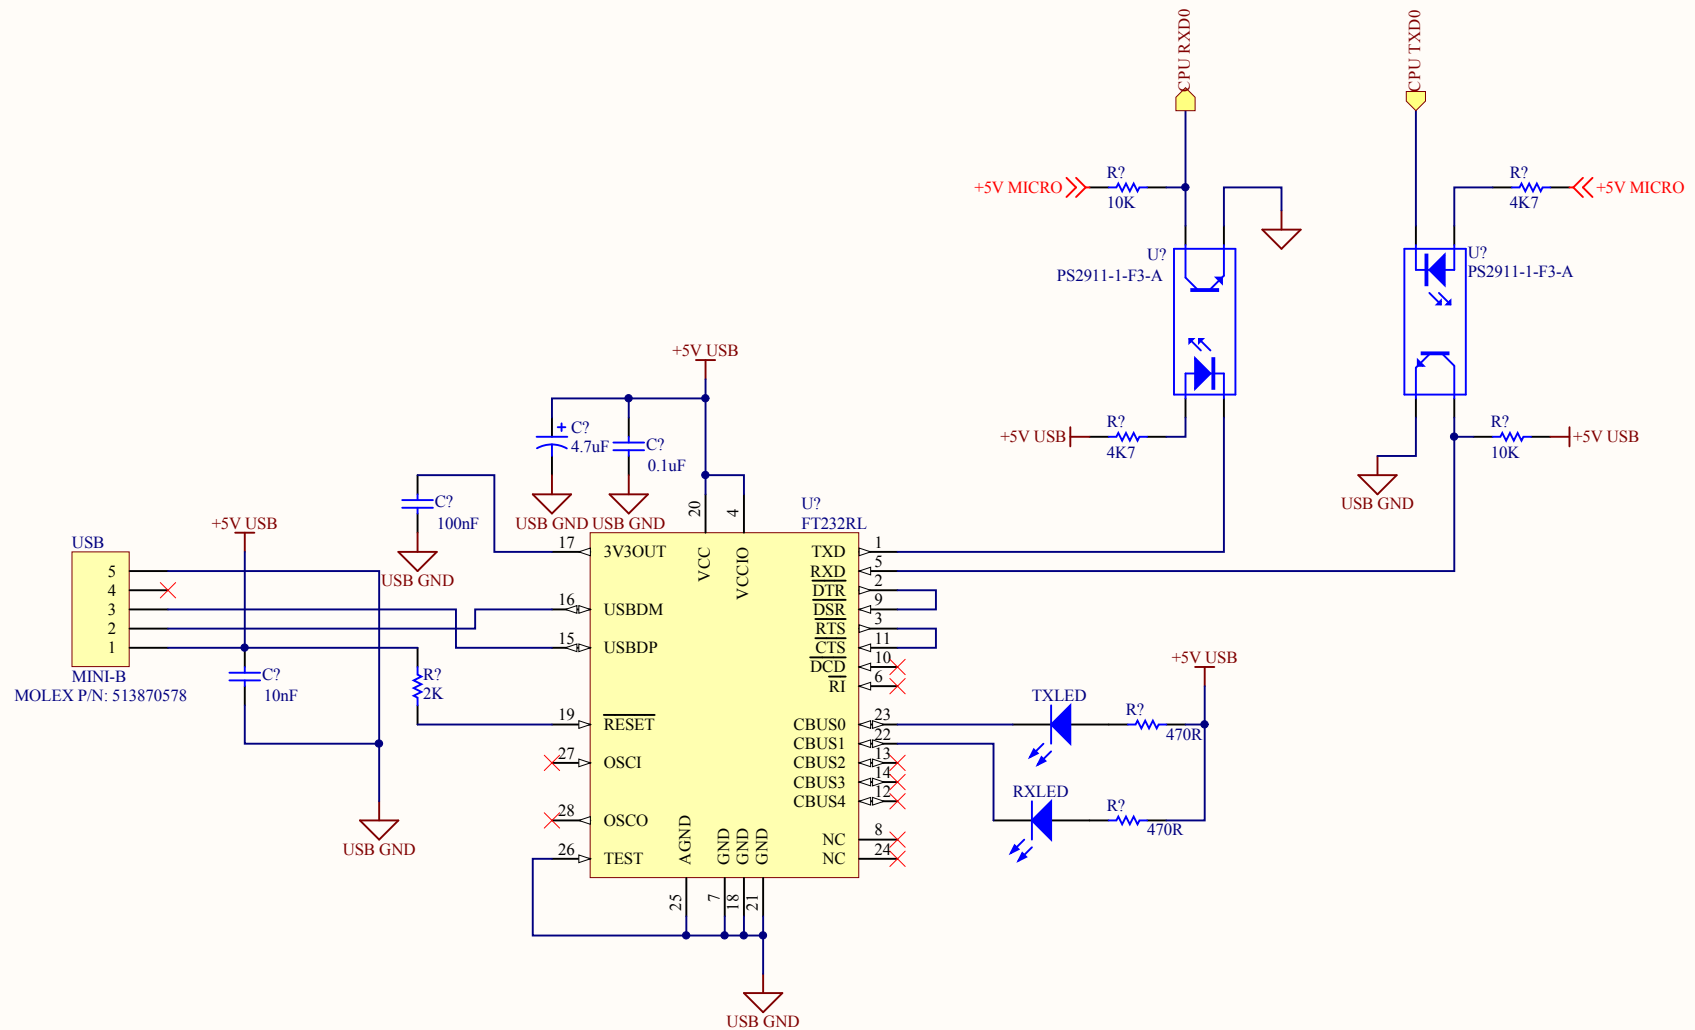 CPU RXD0
CPU TXD0
+5V MICRO
R?
10K
R?
4K7
+5V MICRO
U?
PS2911-1-F3-A
U?
PS2911-1-F3-A
+5V USB
R?
4K7
R?
10K
+5V USB
USB GND
+5V USB
C?
4.7uF
C?
0.1uF
USB GND
USB GND
C?
100nF
USB GND
+5V USB
USB
5
4
3
2
1
MINI-B
MOLEX P/N: 513870578
C?
10nF
R?
2K
USB GND
U?
FT232RL
20
4
VCC
VCCIO
17
3V3OUT
16
USBDM
15
USBDP
19
RESET
27
OSCI
28
OSCO
26
TEST
TXD
1
RXD
5
DTR
2
DSR
9
RTS
3
CTS
11
DCD
10
RI
6
CBUS0
23
CBUS1
22
CBUS2
13
CBUS3
14
CBUS4
12
NC
8
NC
24
AGND
GND
GND
GND
25
7
18
21
USB GND
+5V USB
TXLED
R?
470R
RXLED
R?
470R